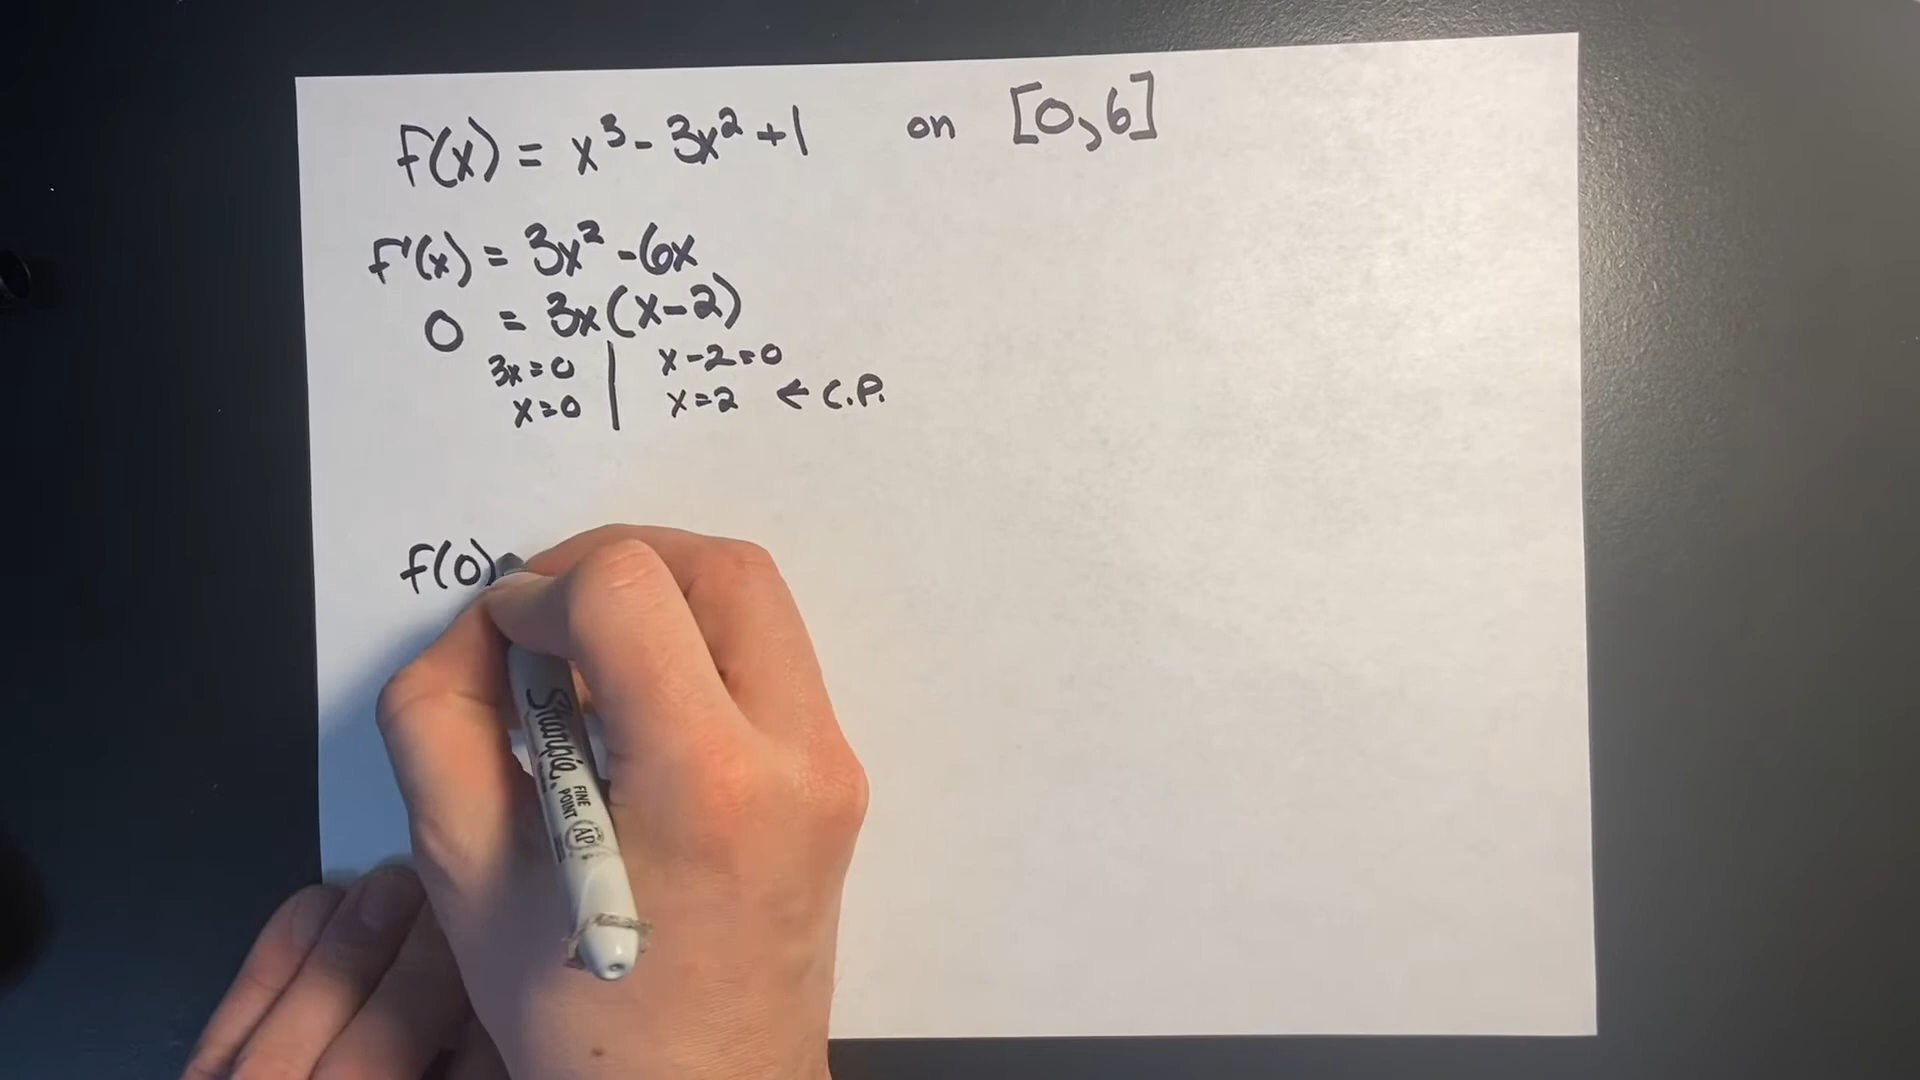 f(x) = x³ - 3x² + 1 on [0,6]
f'(x) = 3x² - 6x
0 = 3x(x-2)
3x=0 | x-2=0
x=0 | x=2 ← C.P.
f(0)
Sharpie.
FINE
POINT
AP